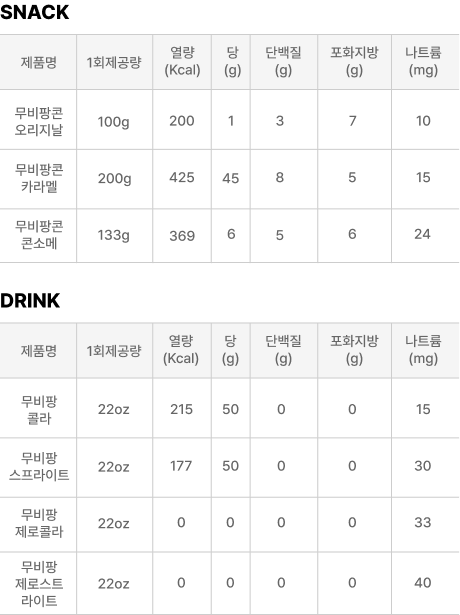 SNACK
제품명 1회제공량 열량 (Kcal) 당 (g) 단백질 (g) 포화지방 (g) 나트륨 (mg)
무비팡콘 오리지날 100g 200 1 3 7 10
무비팡콘 카라멜 200g 425 45 8 5 15
무비팡콘 콘소메 133g 369 6 5 6 24
DRINK
제품명 1회제공량 열량 (Kcal) 당 (g) 단백질 (g) 포화지방 (g) 나트륨 (mg)
무비팡 콜라 22oz 215 50 0 0 15
무비팡 스프라이트 22oz 177 50 0 0 30
무비팡 제로콜라 22oz 0 0 0 0 33
무비팡 제로스트 라이트 22oz 0 0 0 0 40